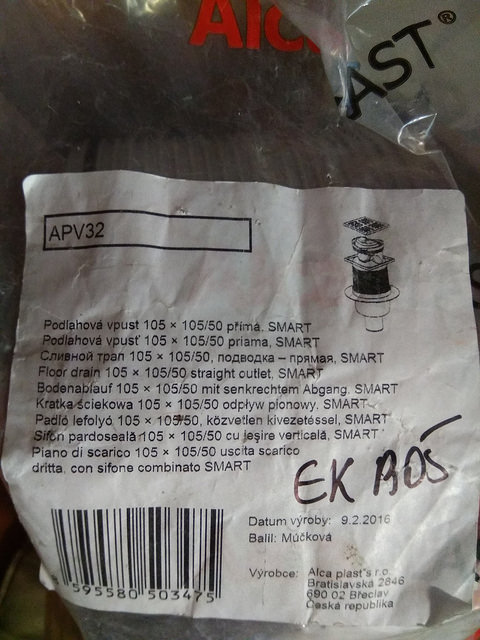 Alca
PLAST®
APV32
Podlahová vpust 105 × 105/50 přímá, SMART
Podlahová vpusť 105 × 105/50 priama, SMART
Сливной трап 105 × 105/50, подводка – прямая, SMART
Floor drain 105 × 105/50 straight outlet, SMART
Bodenablauf 105 × 105/50 mit senkrechtem Abgang, SMART
Kratka ściekowa 105 × 105/50 odpływ pionowy, SMART
Padló lefolyó 105 × 105/50, közvetlen kivezetéssel, SMART
Sifon pardoseală 105 × 105/50 cu ieşire verticală, SMART
Piano di scarico 105 × 105/50 uscita scarico
dritta, con sifone combinato SMART
EK BOŠ
Datum výroby: 9.2.2016
Balil: Múčková
8 595580 503475
Výrobce: Alca plast s.r.o.
Bratislavská 2846
690 02 Břeclav
Česká republika